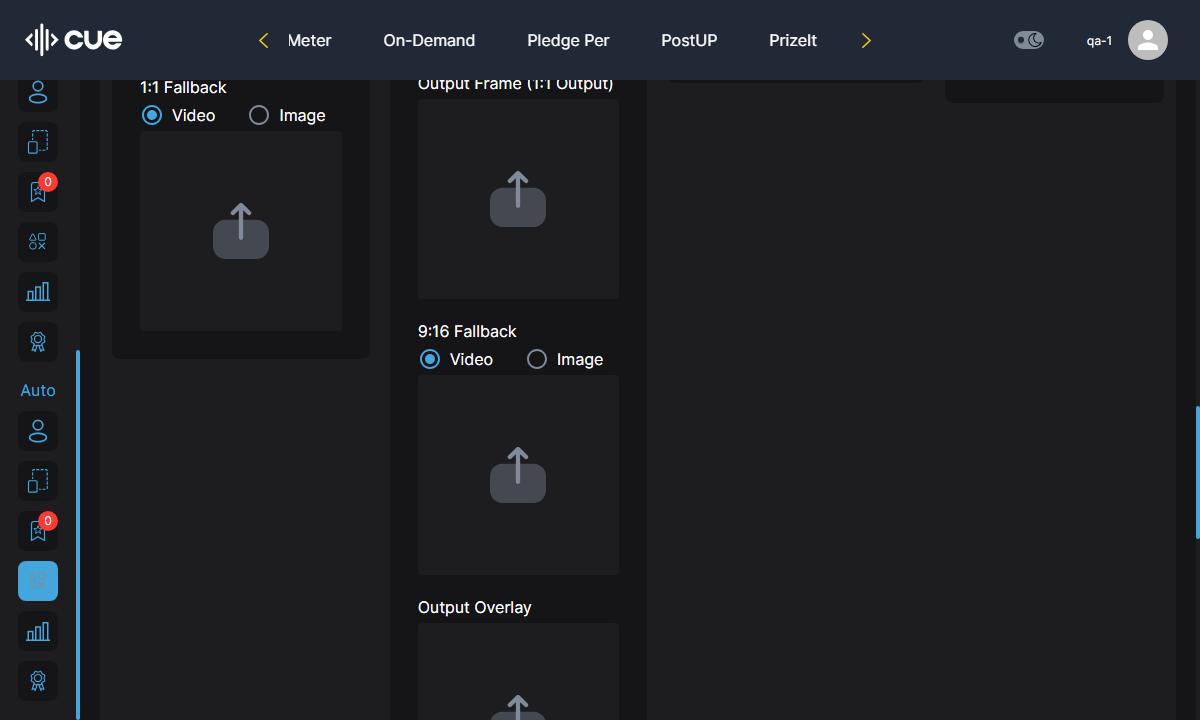 cue
Meter
On-Demand
Pledge Per
PostUP
PrizeIt
qa-1
0
Auto
0
1:1 Fallback
Video
Image
Output Frame (1:1 Output)
9:16 Fallback
Video
Image
Output Overlay